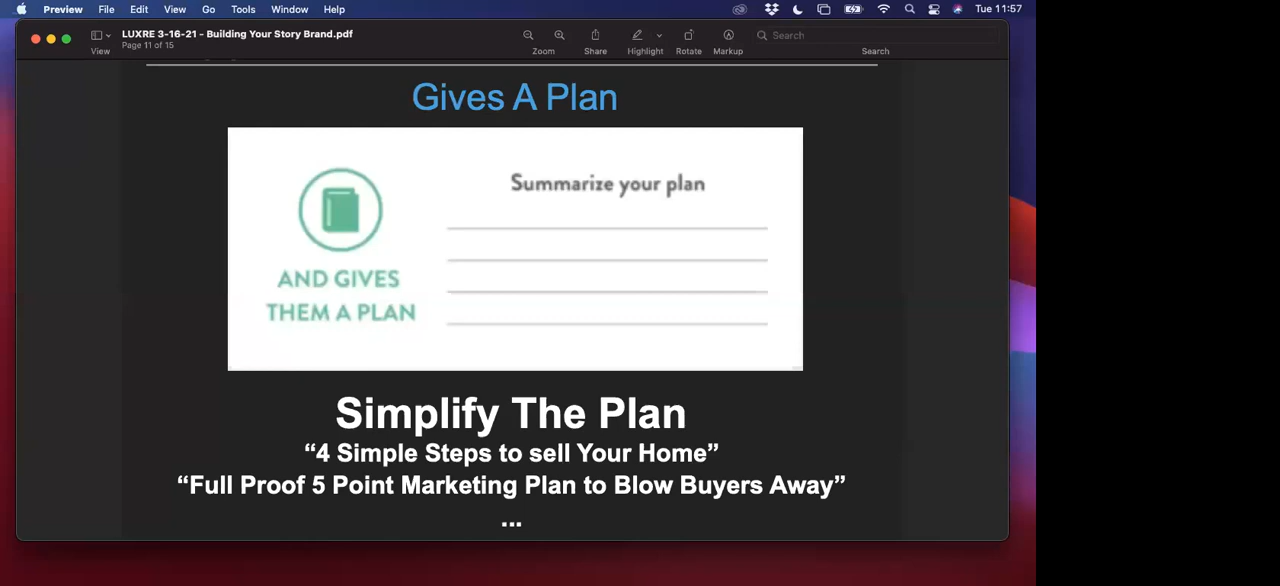 Preview File Edit View Go Tools Window Help Tue 11:57
LUXRE 3-16-21 - Building Your Story Brand.pdf
Page 11 of 15
Search
View Zoom Share Highlight Rotate Markup Search
Gives A Plan
Summarize your plan
AND GIVES
THEM A PLAN
Simplify The Plan
“4 Simple Steps to sell Your Home”
“Full Proof 5 Point Marketing Plan to Blow Buyers Away”
...